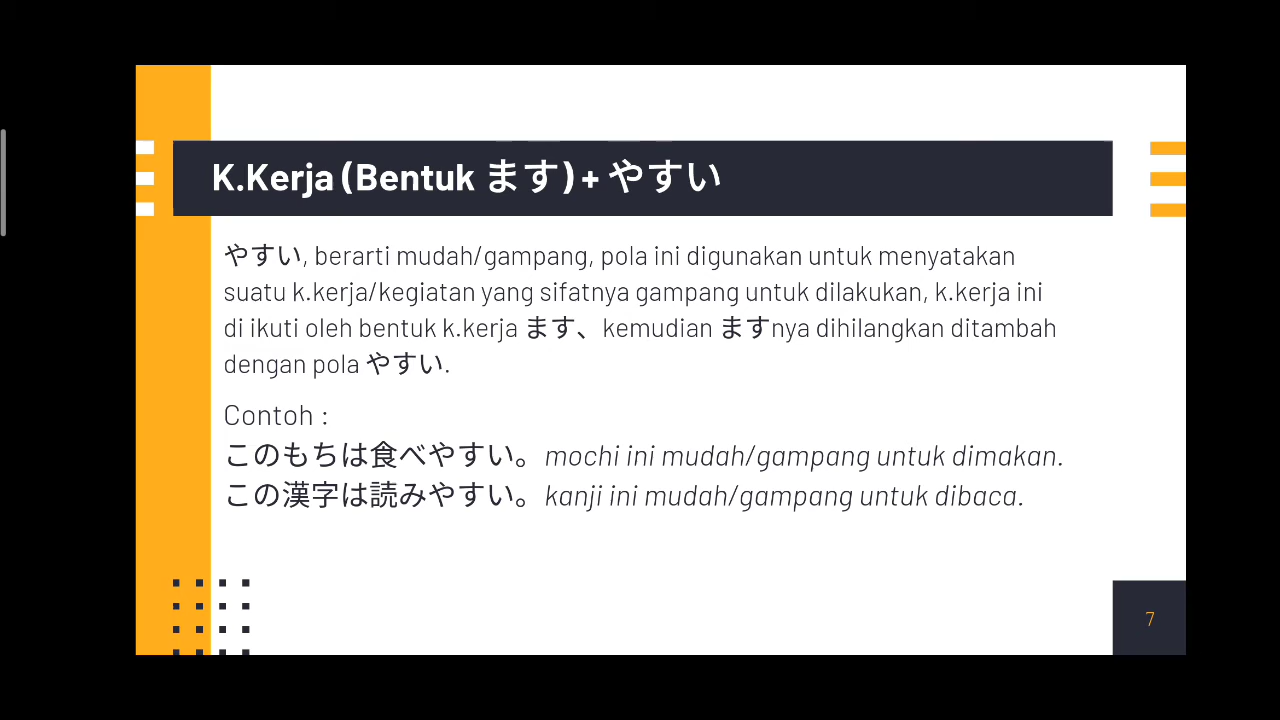 K.Kerja (Bentuk ます) + やすい
やすい, berarti mudah/gampang, pola ini digunakan untuk menyatakan
suatu k.kerja/kegiatan yang sifatnya gampang untuk dilakukan, k.kerja ini
di ikuti oleh bentuk k.kerja ます、kemudian ますnya dihilangkan ditambah
dengan pola やすい.
Contoh :
このもちは食べやすい。mochi ini mudah/gampang untuk dimakan.
この漢字は読みやすい。kanji ini mudah/gampang untuk dibaca.
7